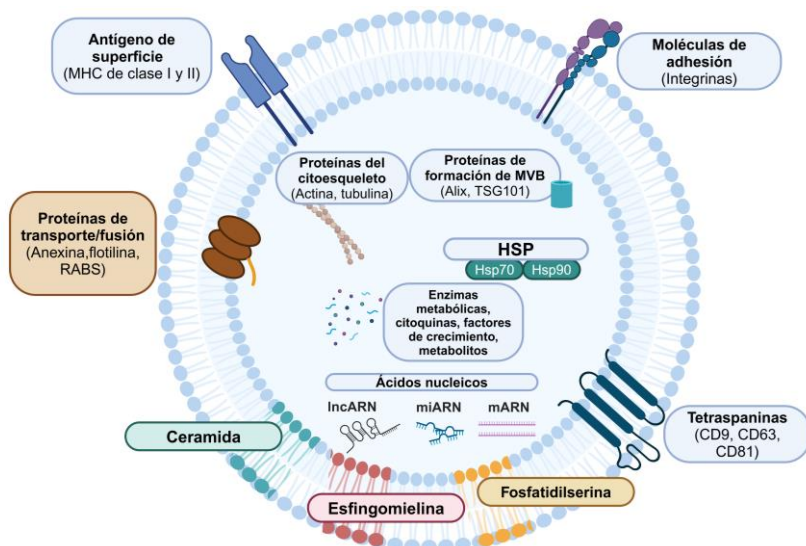 Antígeno de
superficie
(MHC de clase I y II)
Moléculas de
adhesión
(Integrinas)
Proteínas del
citoesqueleto
(Actina, tubulina)
Proteínas de
formación de MVB
(Alix, TSG101)
Proteínas de
transporte/fusión
(Anexina,flotilina,
RABS)
HSP
Hsp70 Hsp90
Enzimas
metabólicas,
citoquinas, factores
de crecimiento,
metabolitos
Ácidos nucleicos
lncARN miARN mARN
Tetraspaninas
(CD9, CD63,
CD81)
Ceramida
Esfingomielina
Fosfatidilserina